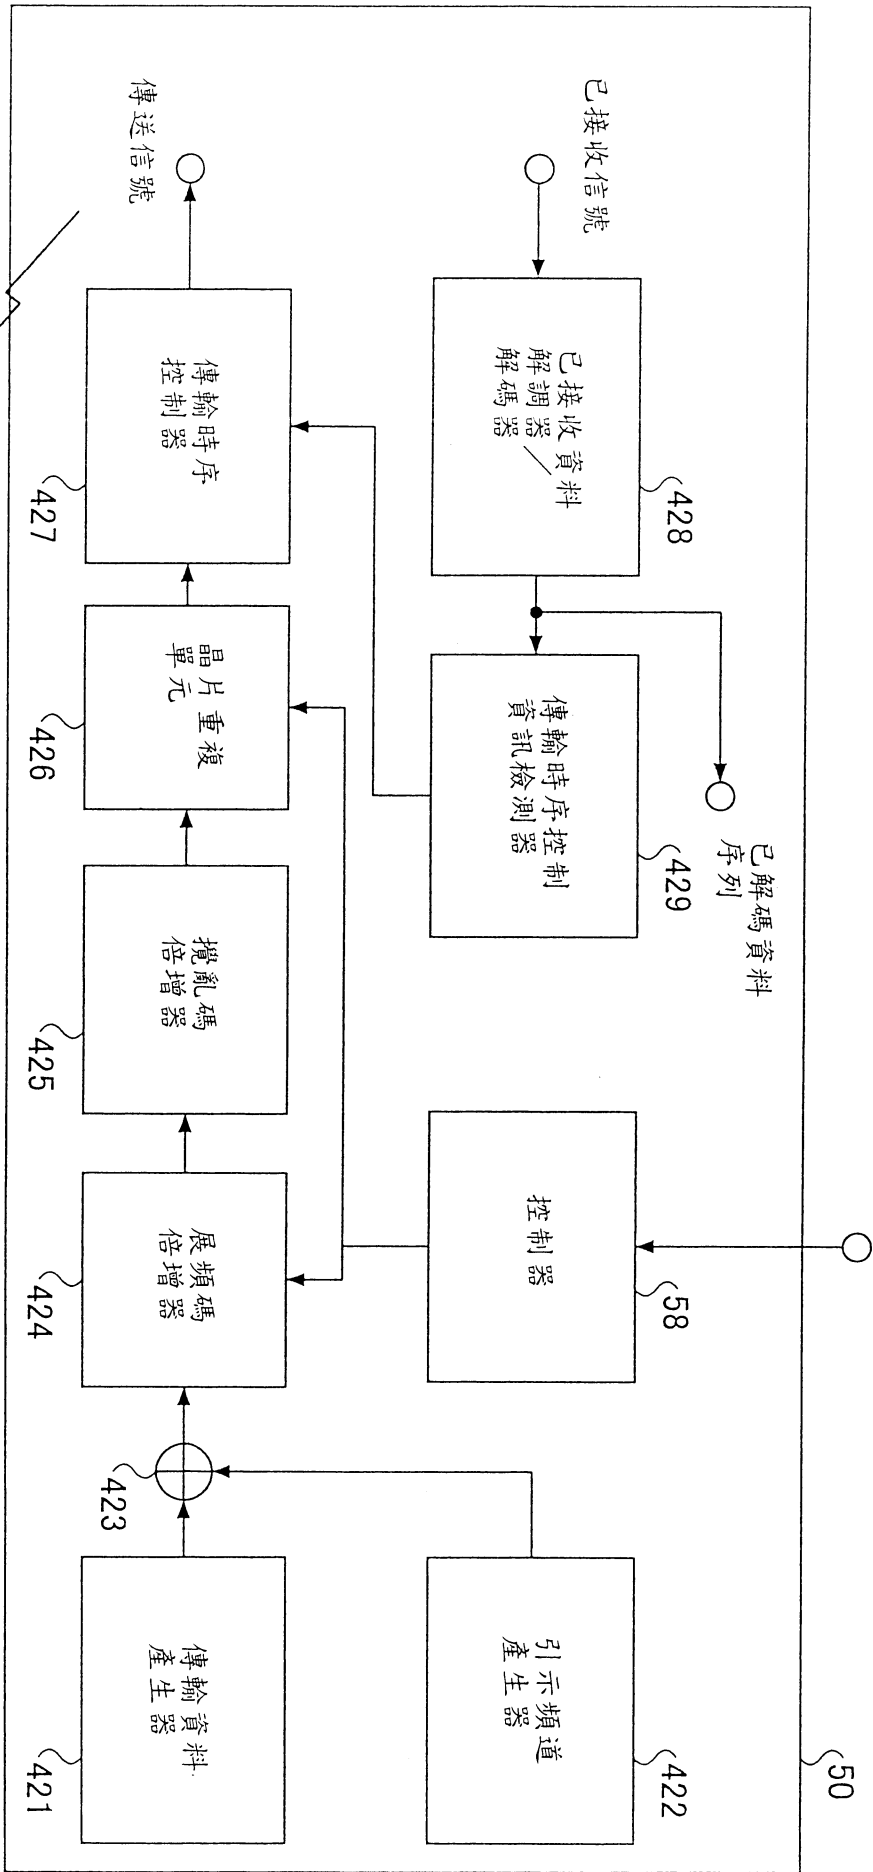 50
引示頻道
產生器
422
傳輸資料
產生器
421
423
控制器
58
展頻碼
倍增器
424
攪亂碼
倍增器
425
晶片重複
單元
426
傳輸時序
控制器
427
傳送信號
已接收信號
已接收資料
解調器/
解碼器
428
傳輸時序控制
資訊檢測器
429
已解碼資料
序列